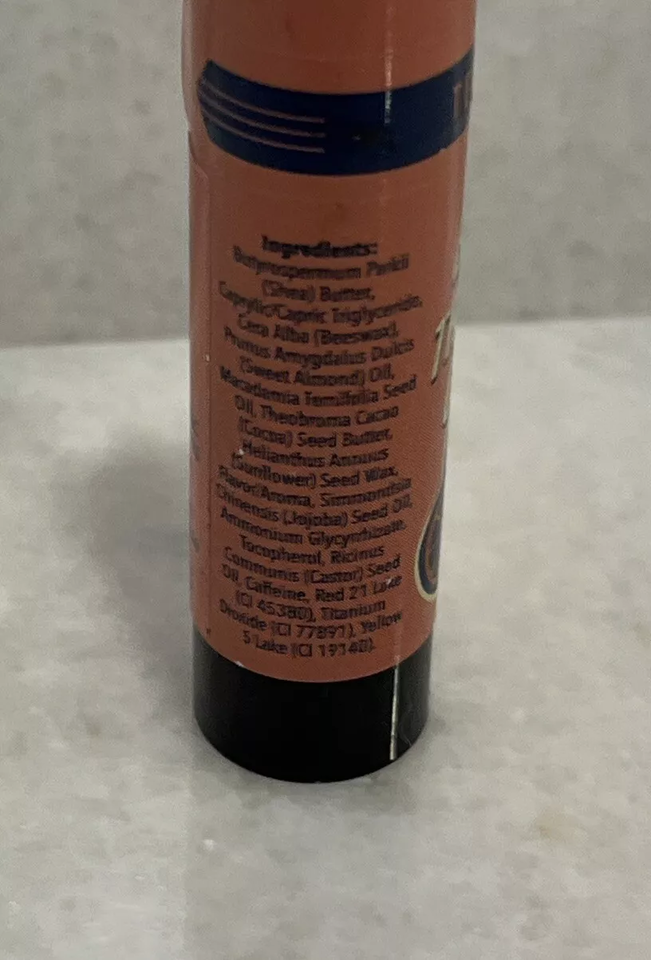 Ingredients:
Butyrospermum Parkii
(Shea) Butter,
Caprylic/Capric Triglyceride,
Cera Alba (Beeswax),
Prunus Amygdalus Dulcis
(Sweet Almond) Oil,
Macadamia Ternifolia Seed
Oil, Theobroma Cacao
(Cocoa) Seed Butter,
Helianthus Annuus
(Sunflower) Seed Wax,
Flavor/Aroma, Simmondsia
Chinensis (Jojoba) Seed Oil,
Ammonium Glycyrrhizate,
Tocopherol, Ricinus
Communis (Castor) Seed
Oil, Caffeine, Red 21 Lake
(CI 45380), Titanium
Dioxide (CI 77891), Yellow
5 Lake (CI 19140).